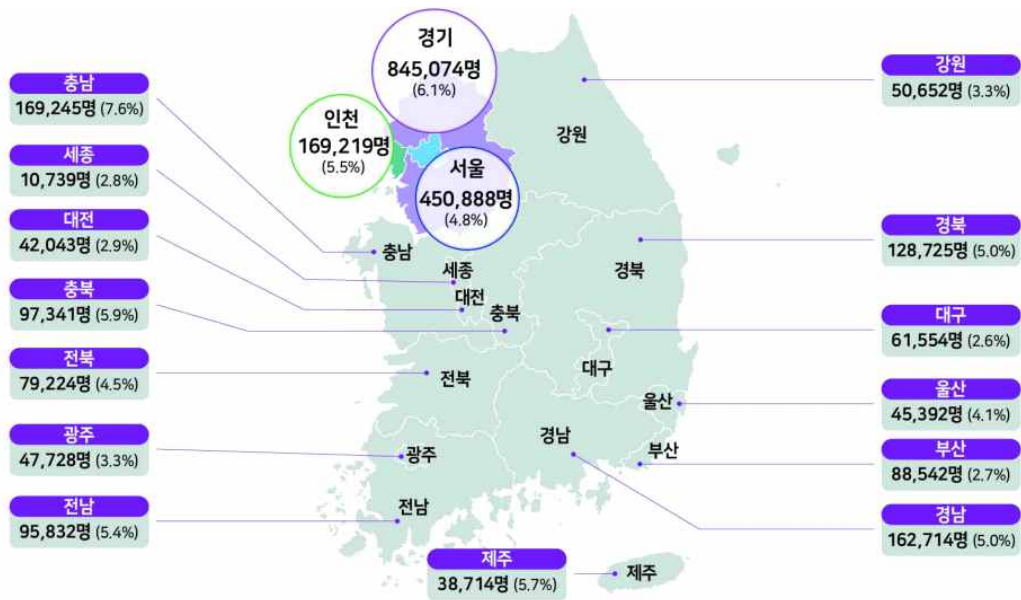 경기
845,074명
(6.1%)
인천
169,219명
(5.5%)
서울
450,888명
(4.8%)
충남
169,245명 (7.6%)
세종
10,739명 (2.8%)
대전
42,043명 (2.9%)
충북
97,341명 (5.9%)
전북
79,224명 (4.5%)
광주
47,728명 (3.3%)
전남
95,832명 (5.4%)
강원
50,652명 (3.3%)
경북
128,725명 (5.0%)
대구
61,554명 (2.6%)
울산
45,392명 (4.1%)
부산
88,542명 (2.7%)
경남
162,714명 (5.0%)
제주
38,714명 (5.7%)
강원
충남
세종
대전
충북
경북
대구
전북
울산
경남
부산
광주
전남
제주